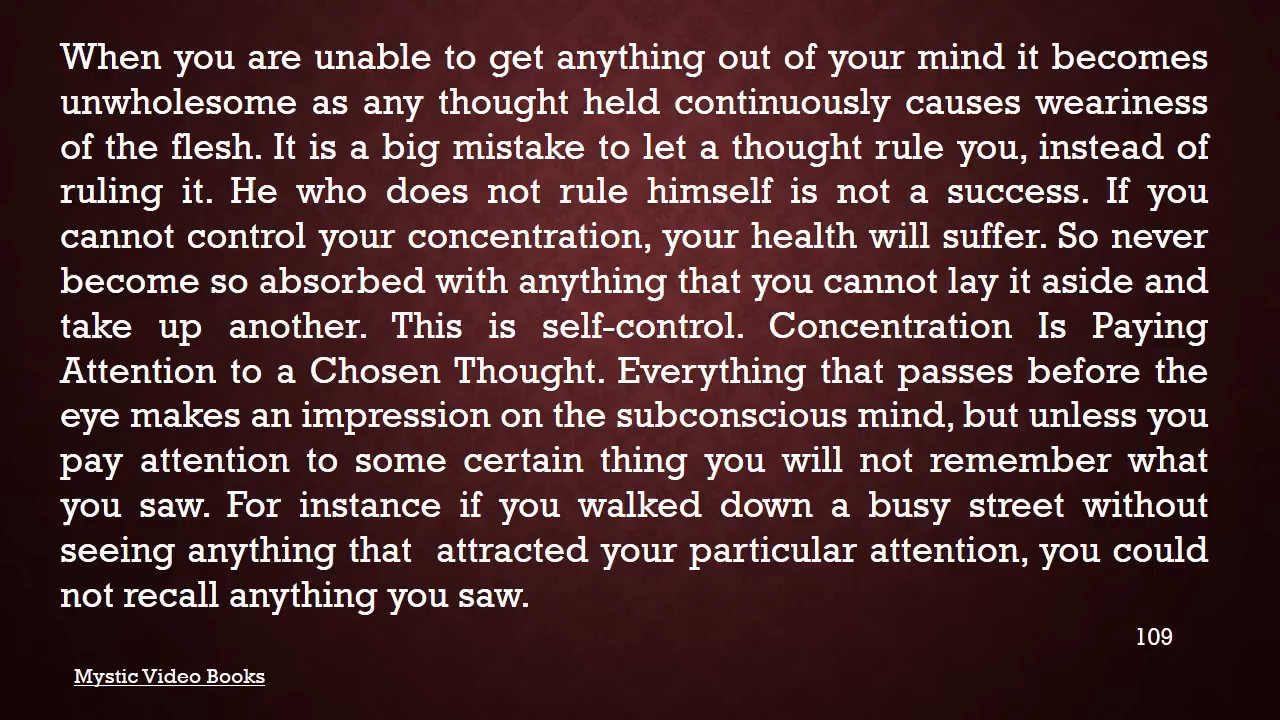 When you are unable to get anything out of your mind it becomes
unwholesome as any thought held continuously causes weariness
of the flesh. It is a big mistake to let a thought rule you, instead of
ruling it. He who does not rule himself is not a success. If you
cannot control your concentration, your health will suffer. So never
become so absorbed with anything that you cannot lay it aside and
take up another. This is self-control. Concentration Is Paying
Attention to a Chosen Thought. Everything that passes before the
eye makes an impression on the subconscious mind, but unless you
pay attention to some certain thing you will not remember what
you saw. For instance if you walked down a busy street without
seeing anything that  attracted your particular attention, you could
not recall anything you saw.
109
Mystic Video Books